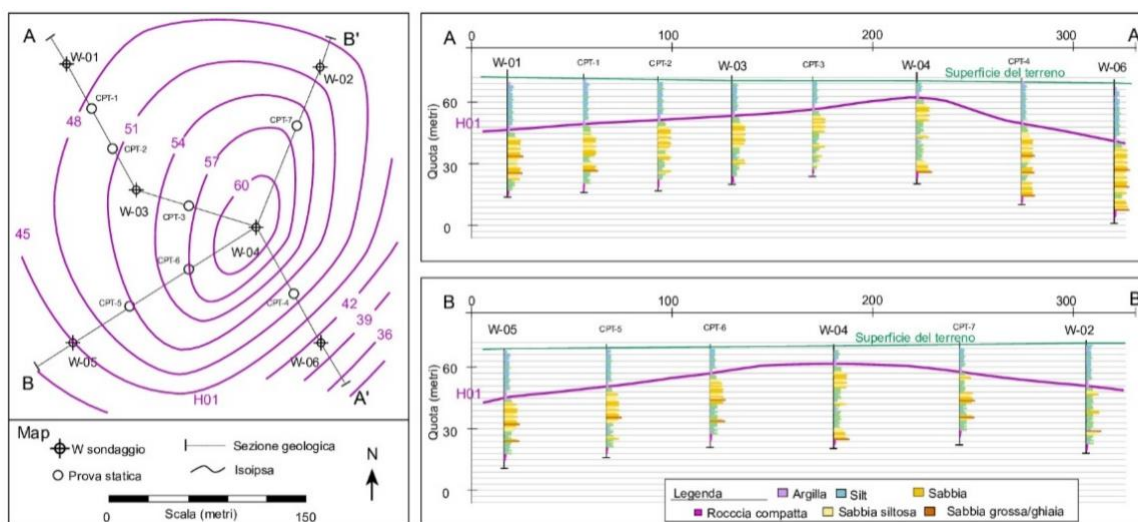 A
W-01
B'
W-02
CPT-1
48
51
CPT-7
CPT-2
54
57
60
W-03
CPT-3
W-04
45
CPT-6
CPT-5
CPT-4
42
39
36
W-05
W-06
B
H01
A'
Map
W sondaggio
Sezione geologica
Prova statica
Isoipsa
N
0
Scala (metri)
150
A
0
100
200
300
A'
W-01
CPT-1
CPT-2
W-03
CPT-3
W-04
CPT-4
W-06
Superficie del terreno
Quota (metri)
60
H01
30
0
B
0
100
200
300
W-05
CPT-5
CPT-6
W-04
CPT-7
W-02
Superficie del terreno
Quota (metri)
60
H01
30
0
Legenda
Argilla
Silt
Sabbia
Rocccia compatta
Sabbia siltosa
Sabbia grossa/ghiaia